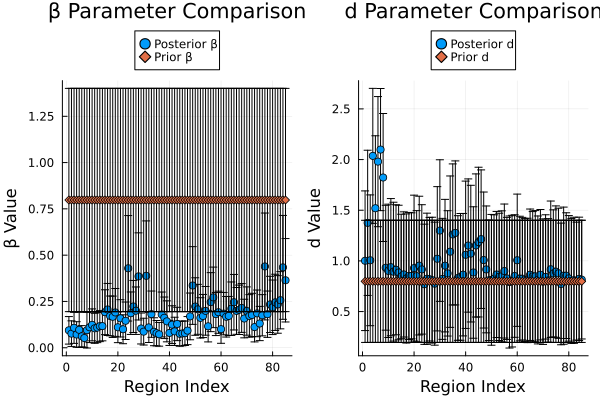 β Parameter Comparison
Posterior β
Prior β
β Value
1.25
1.00
0.75
0.50
0.25
0.00
0
20
40
60
80
Region Index
d Parameter Comparison
Posterior d
Prior d
d Value
2.5
2.0
1.5
1.0
0.5
0
20
40
60
80
Region Index